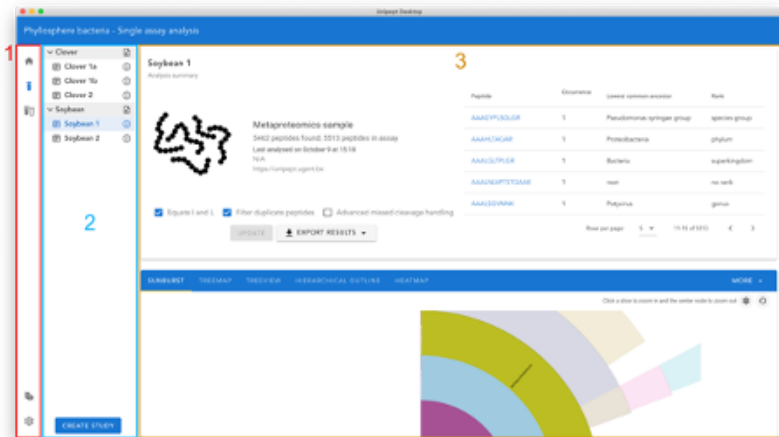 Unipept Desktop
Phyllosphere bacteria - Single assay analysis
1
Clover
Clover 1a
Clover 1b
Clover 2
Soybean
Soybean 1
Soybean 2
2
CREATE STUDY
3
Soybean 1
Analysis summary
Metaproteomics sample
5513 peptides in assay
Last analysed on October 9 at 15:18
N/A
https://unipept.ugent.be
Equate I and L
Filter duplicate peptides
Advanced missed cleavage handling
UPDATE
EXPORT RESULTS
Peptide Occurrence Lowest common ancestor Rank
1 Pseudomonas syringae group species group
1 Proteobacteria phylum
AAALGLTPLGR 1 Bacteria superkingdom
1 root no rank
1 genus
Rows per page: 5
SUNBURST TREEMAP TREEVIEW HIERARCHICAL OUTLINE HEATMAP MORE
Click a slice to zoom in and the center node to zoom out